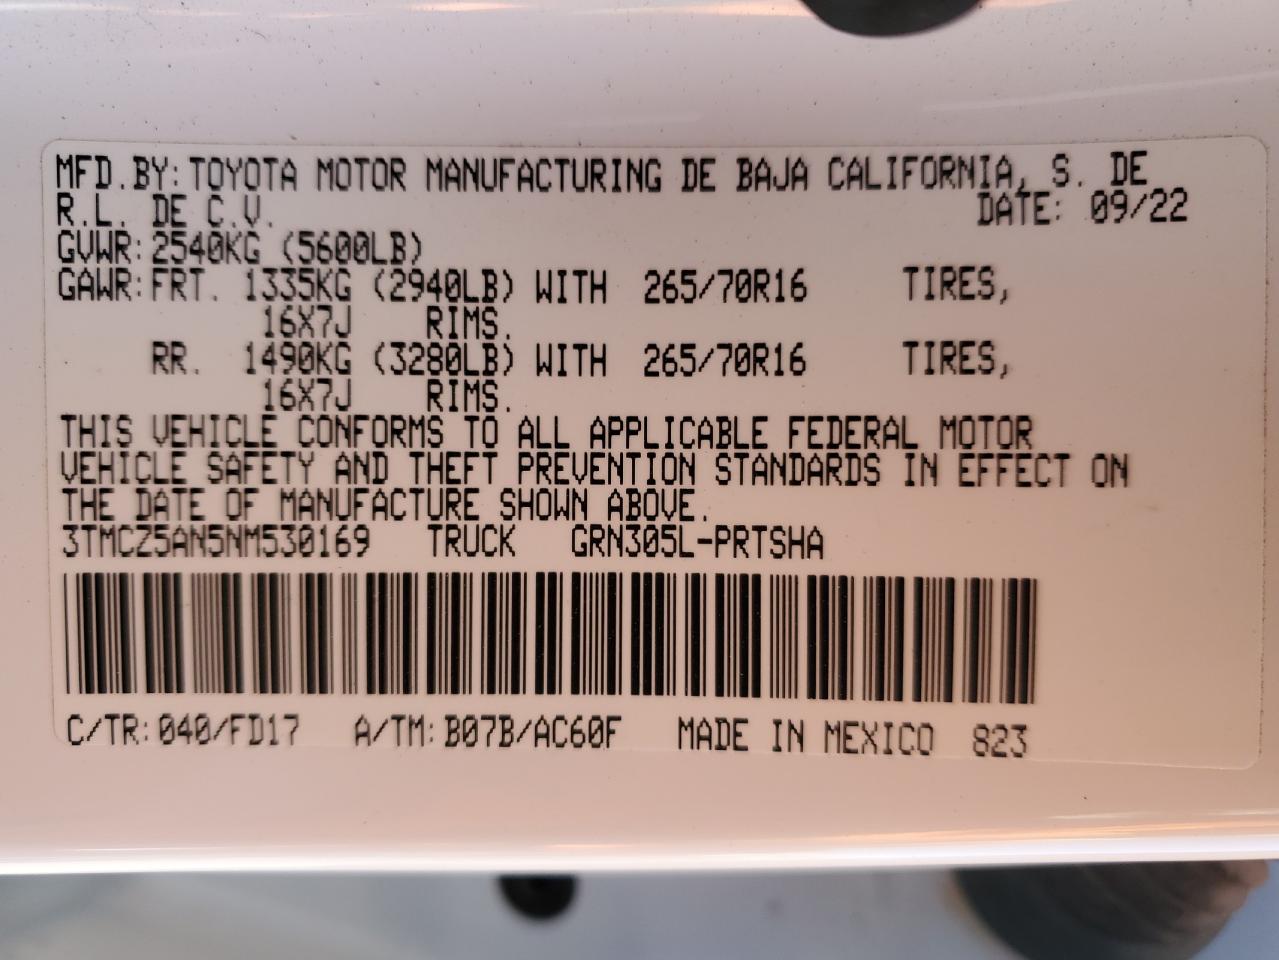 MFD.BY:TOYOTA MOTOR MANUFACTURING DE BAJA CALIFORNIA, S. DE
R.L. DE C.V. DATE: 09/22
GVWR:2540KG (5600LB)
GAWR:FRT. 1335KG (2940LB) WITH 265/70R16 TIRES,
16X7J RIMS.
RR. 1490KG (3280LB) WITH 265/70R16 TIRES,
16X7J RIMS.
THIS VEHICLE CONFORMS TO ALL APPLICABLE FEDERAL MOTOR
VEHICLE SAFETY AND THEFT PREVENTION STANDARDS IN EFFECT ON
THE DATE OF MANUFACTURE SHOWN ABOVE.
3TMCZ5AN5NM530169 TRUCK GRN305L-PRTSHA
C/TR:040/FD17 A/TM:B07B/AC60F MADE IN MEXICO 823